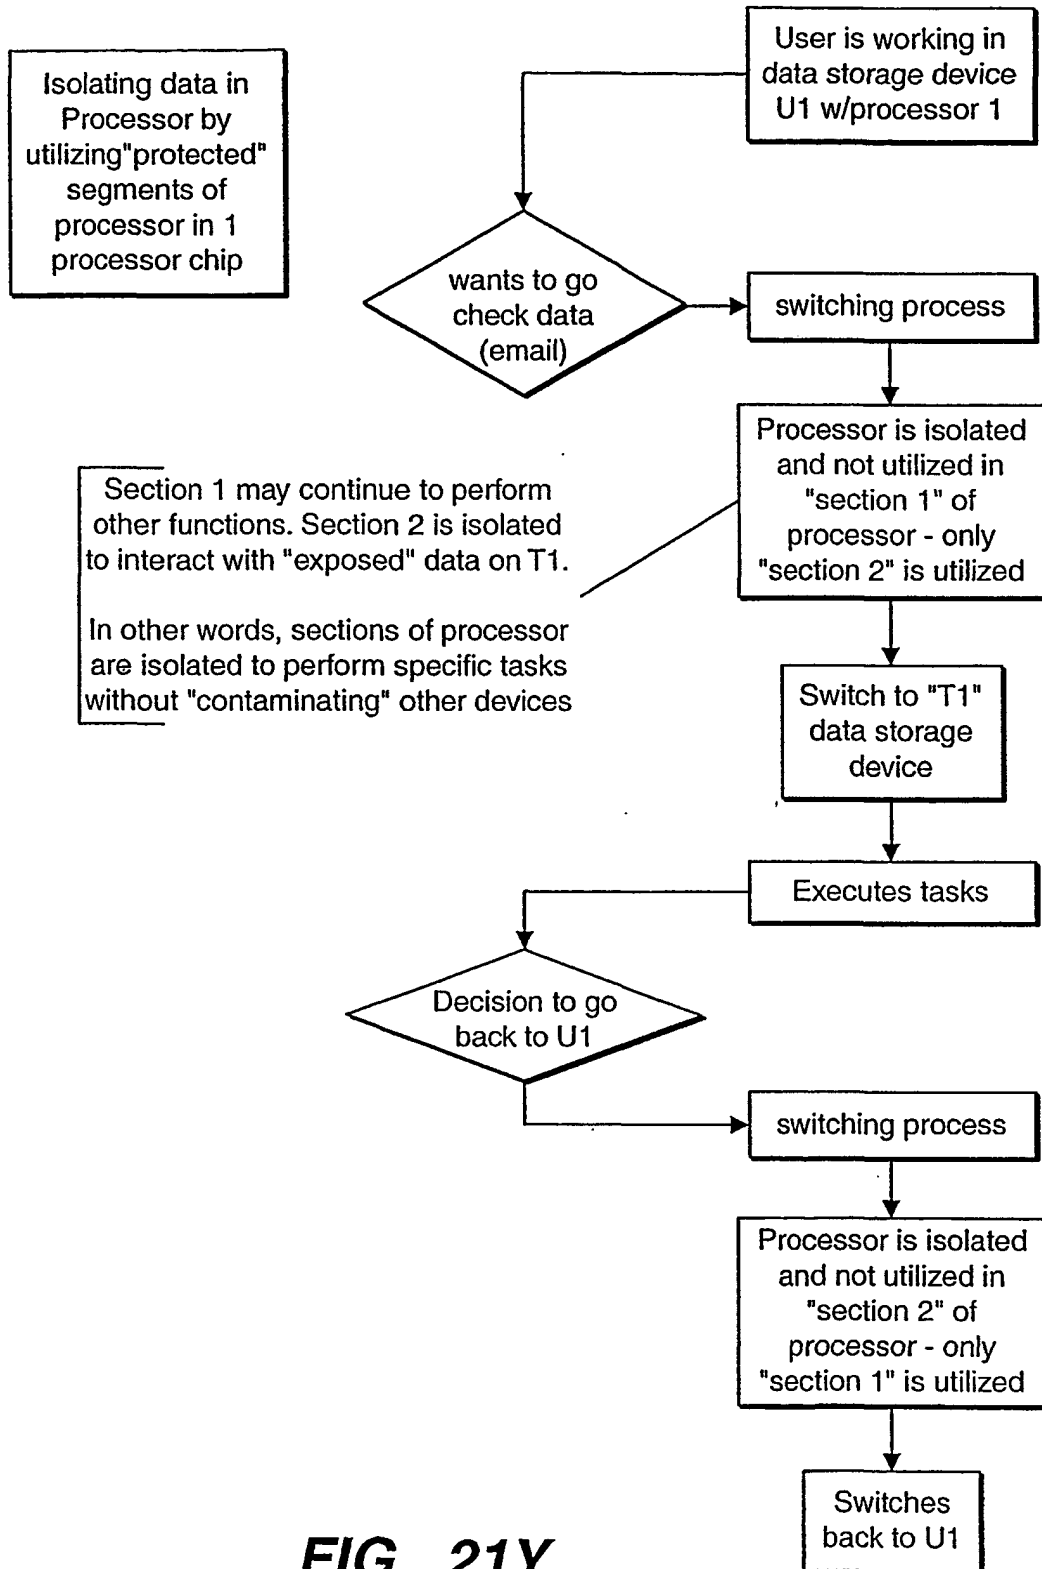 Isolating data in
Processor by
utilizing"protected"
segments of
processor in 1
processor chip
User is working in
data storage device
U1 w/processor 1
wants to go
check data
(email)
switching process
Processor is isolated
and not utilized in
"section 1" of
processor - only
"section 2" is utilized
Section 1 may continue to perform
other functions. Section 2 is isolated
to interact with "exposed" data on T1.
In other words, sections of processor
are isolated to perform specific tasks
without "contaminating" other devices
Switch to "T1"
data storage
device
Executes tasks
Decision to go
back to U1
switching process
Processor is isolated
and not utilized in
"section 2" of
processor - only
"section 1" is utilized
Switches
back to U1
FIG. 21Y